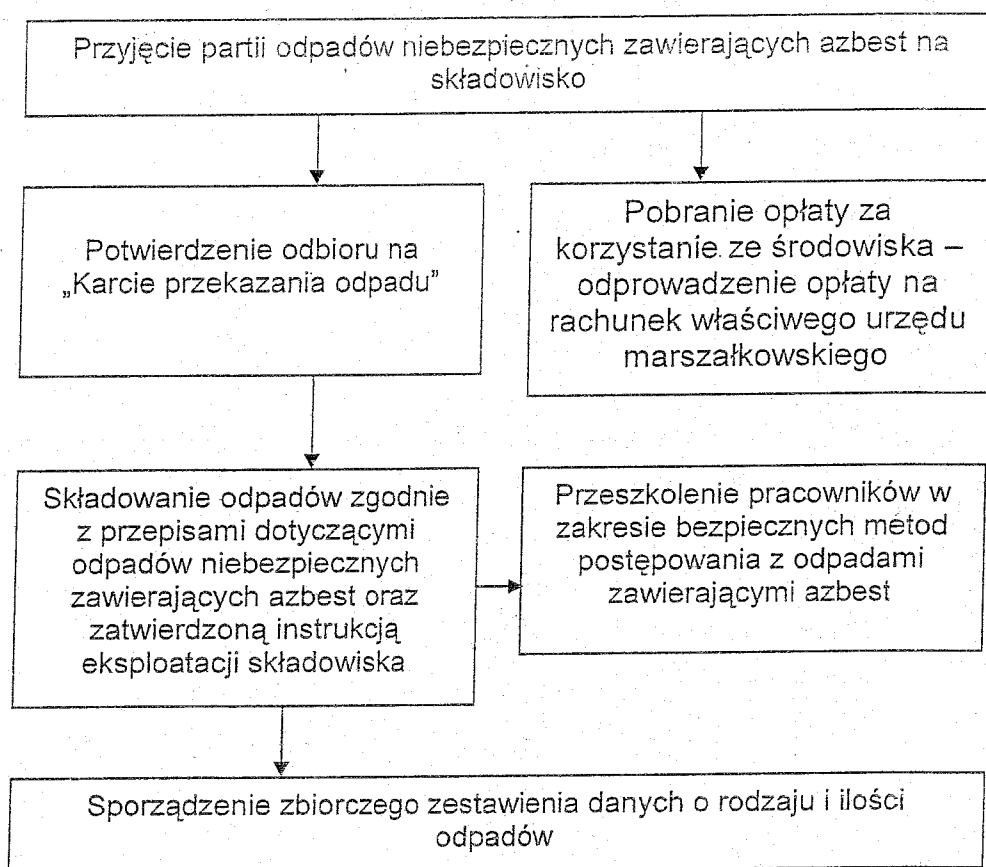 Przyjęcie partii odpadów niebezpiecznych zawierających azbest na
składowisko
Potwierdzenie odbioru na
„Karcie przekazania odpadu"
Pobranie opłaty za
korzystanie ze środowiska –
odprowadzenie opłaty na
rachunek właściwego urzędu
marszałkowskiego
Składowanie odpadów zgodnie
z przepisami dotyczącymi
odpadów niebezpiecznych
zawierających azbest oraz
zatwierdzoną instrukcją
eksploatacji składowiska
Przeszkolenie pracowników w
zakresie bezpiecznych metod
postępowania z odpadami
zawierającymi azbest
Sporządzenie zbiorczego zestawienia danych o rodzaju i ilości
odpadów